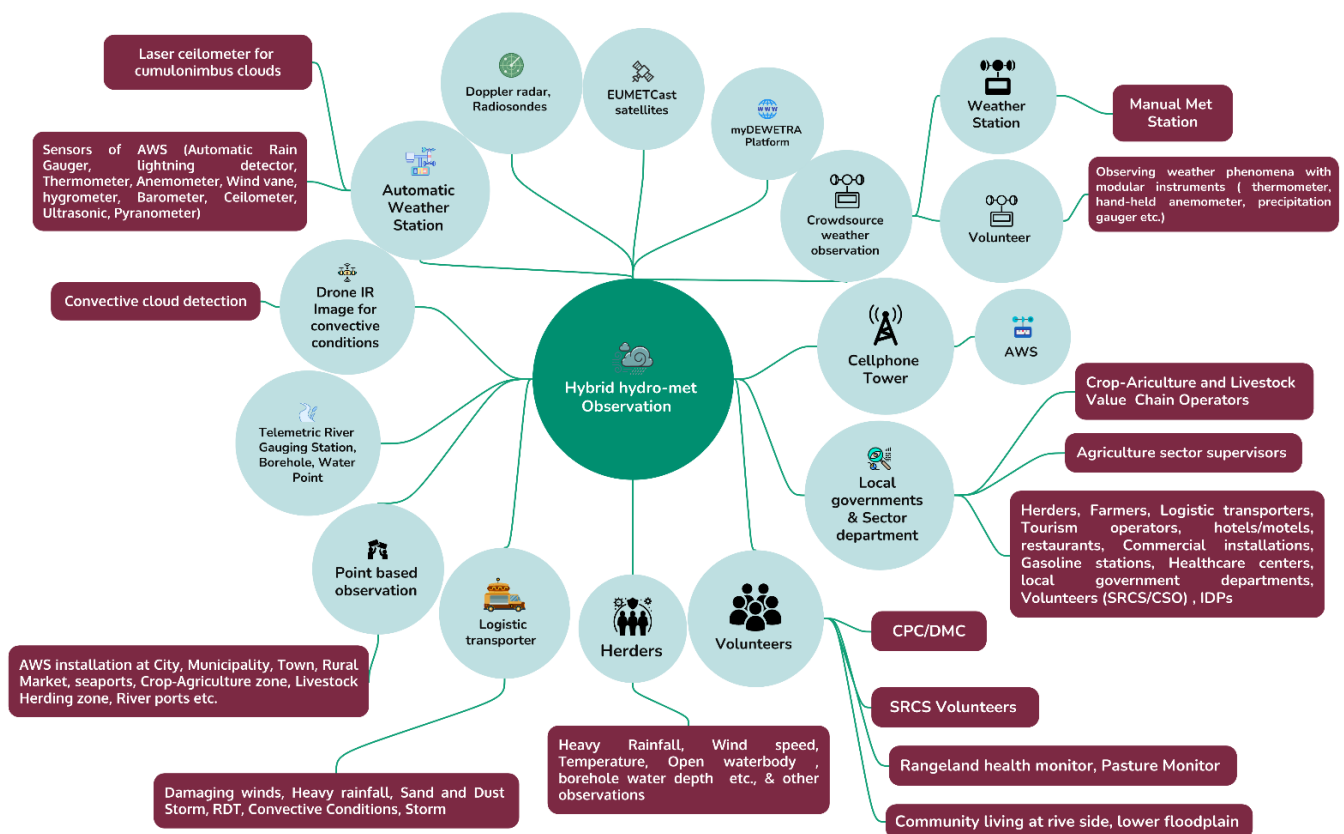 Laser ceilometer for
cumulonimbus clouds
Doppler radar,
Radiosondes
EUMETCast
satellites
WWW
myDEWETRA
Platform
Weather
Station
Manual Met
Station
Sensors of AWS (Automatic Rain
Gauger, lightning detector,
Thermometer, Anemometer, Wind vane,
hygrometer, Barometer, Ceilometer,
Ultrasonic, Pyranometer)
Automatic
Weather
Station
Crowdsource
weather
observation
Volunteer
Observing weather phenomena with
modular instruments ( thermometer,
hand-held anemometer, precipitation
gauger etc.)
Convective cloud detection
Drone IR
Image for
convective
conditions
Hybrid hydro-met
Observation
Cellphone
Tower
AWS
Telemetric River
Gauging Station,
Borehole, Water
Point
Local
governments
& Sector
department
Crop-Ariculture and Livestock
Value Chain Operators
Agriculture sector supervisors
Herders, Farmers, Logistic transporters,
Tourism operators, hotels/motels,
restaurants, Commercial installations,
Gasoline stations, Healthcare centers,
local government departments,
Volunteers (SRCS/CSO) , IDPs
Point based
observation
Logistic
transporter
Herders
Volunteers
AWS installation at City, Municipality, Town, Rural
Market, seaports, Crop-Agriculture zone, Livestock
Herding zone, River ports etc.
Damaging winds, Heavy rainfall, Sand and Dust
Storm, RDT, Convective Conditions, Storm
Heavy Rainfall, Wind speed,
Temperature, Open waterbody ,
borehole water depth etc., & other
observations
CPC/DMC
SRCS Volunteers
Rangeland health monitor, Pasture Monitor
Community living at rive side, lower floodplain